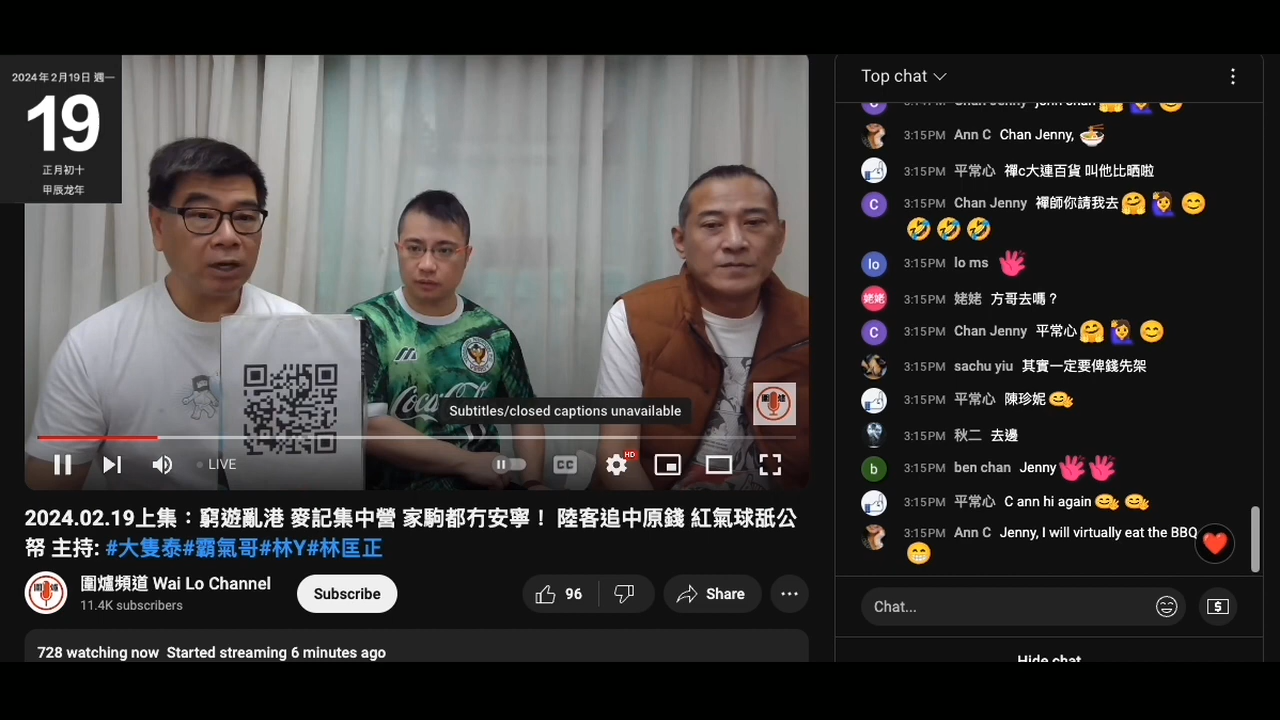 2024年2月19日 週一
19
正月初十
甲辰龙年
Subtitles/closed captions unavailable
LIVE
CC
HD
2024.02.19上集：窮遊亂港 麥記集中營 家駒都冇安寧！ 陸客追中原錢 紅氣球舐公
帑 主持: #大隻泰#霸氣哥#林Y#林匡正
圍爐頻道 Wai Lo Channel
11.4K subscribers
Subscribe
96
Share
728 watching now Started streaming 6 minutes ago
Top chat
Chan Jenny john chan
3:15PM Ann C Chan Jenny,
3:15PM 平常心 禪c大連百貨 叫他比晒啦
C 3:15PM Chan Jenny 禪師你請我去
lo 3:15PM lo ms
姥姥 3:15PM 姥姥 方哥去嗎？
C 3:15PM Chan Jenny 平常心
3:15PM sachu yiu 其實一定要俾錢先架
3:15PM 平常心 陳珍妮
3:15PM 秋二 去邊
b 3:15PM ben chan Jenny
3:15PM 平常心 C ann hi again
3:15PM Ann C Jenny, I will virtually eat the BBQ
Chat...
$
Hide chat